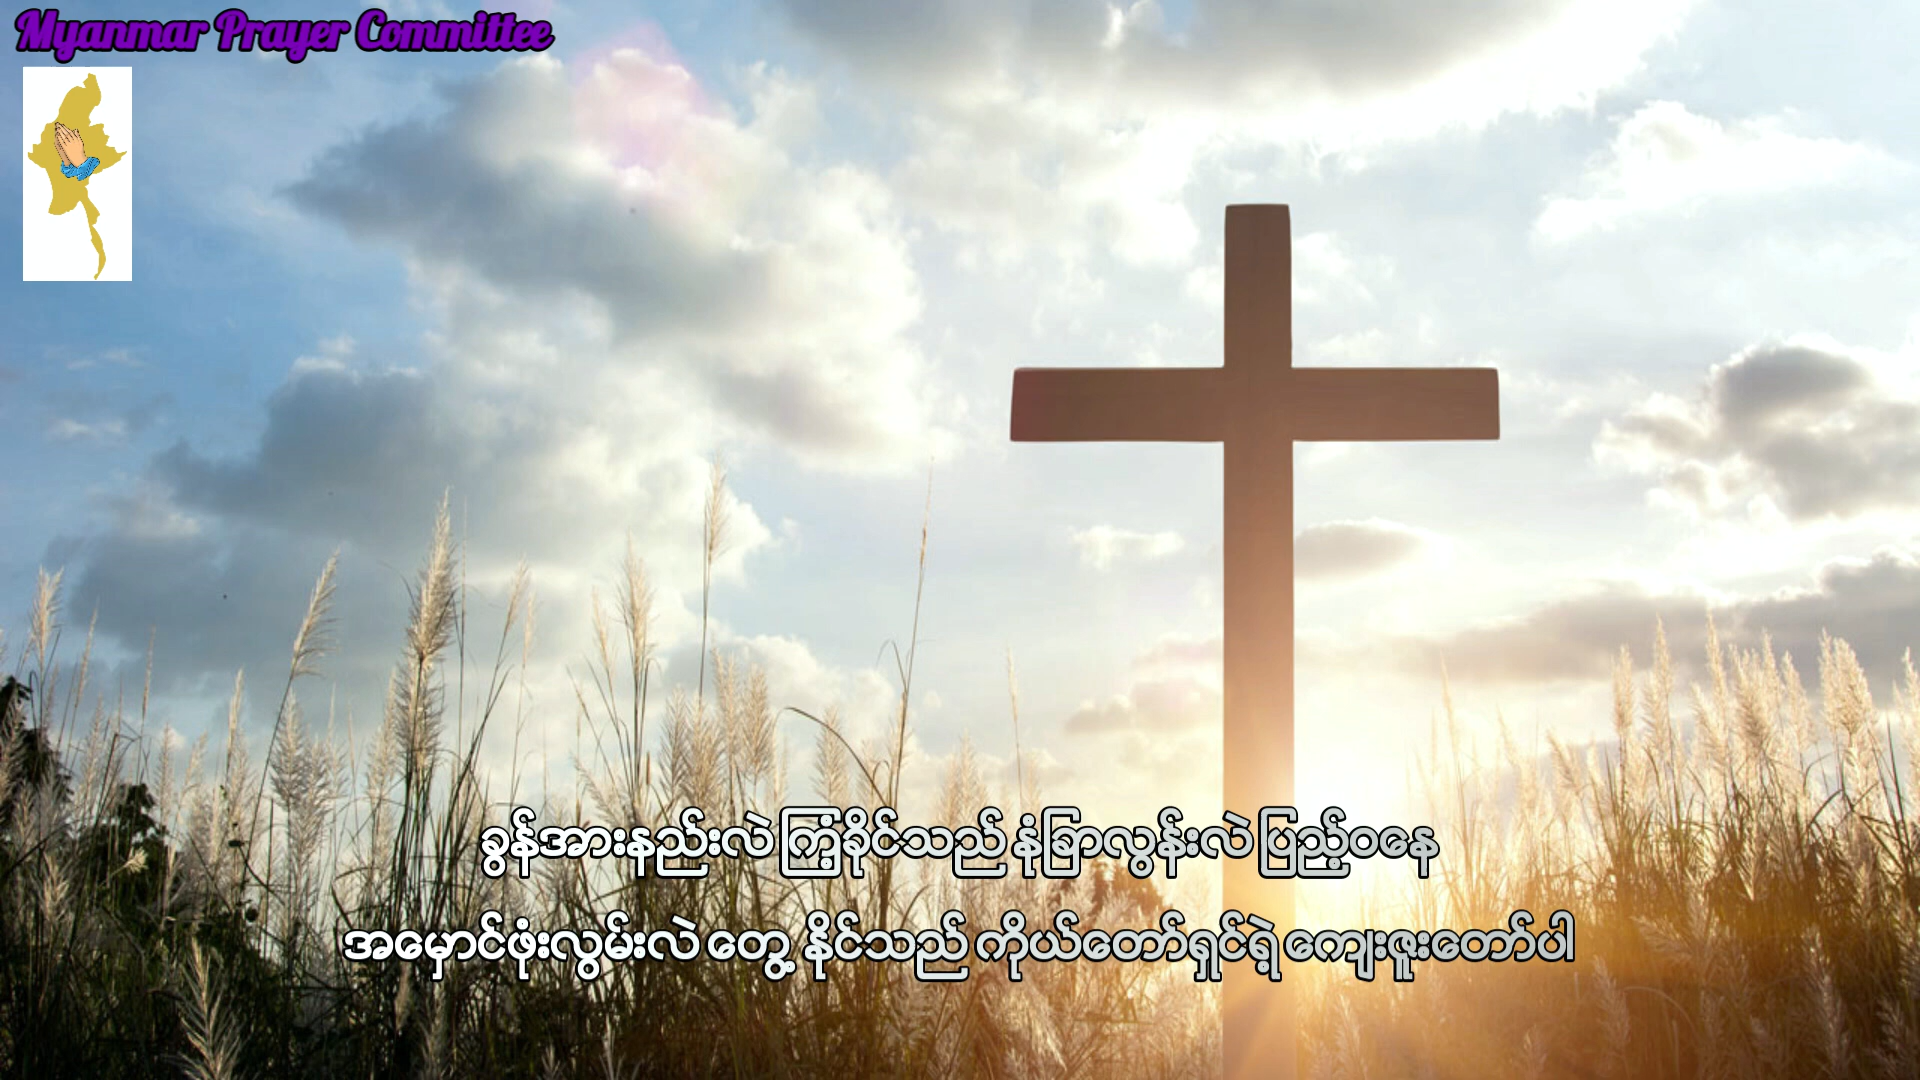 Myanmar Prayer Committee
ခွန်အားနည်းလဲ ကြံ့ခိုင်သည် နုံခြာလွန်းလဲ ပြည့်ဝနေ
အမှောင်ဖုံးလွှမ်းလဲ တွေ့ နိုင်သည် ကိုယ်တော်ရှင်ရဲ့ ကျေးဇူးတော်ပါ